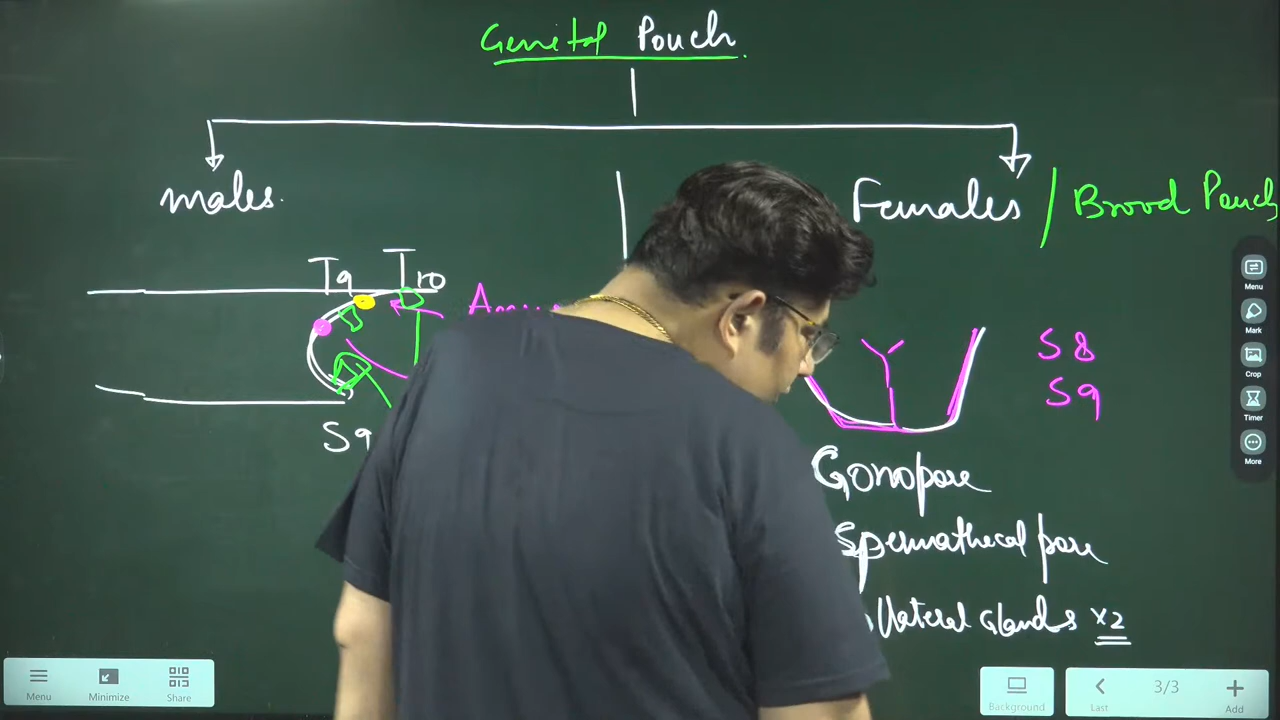 Genital Pouch
males.
Females / Brood Pouch
T9 T10
S9
S8
S9
Gonopore
Spermathecal pore
Glands ×2
Menu
Mark
Crop
Timer
More
Menu
Minimize
Share
Background
Last
3/3
Add